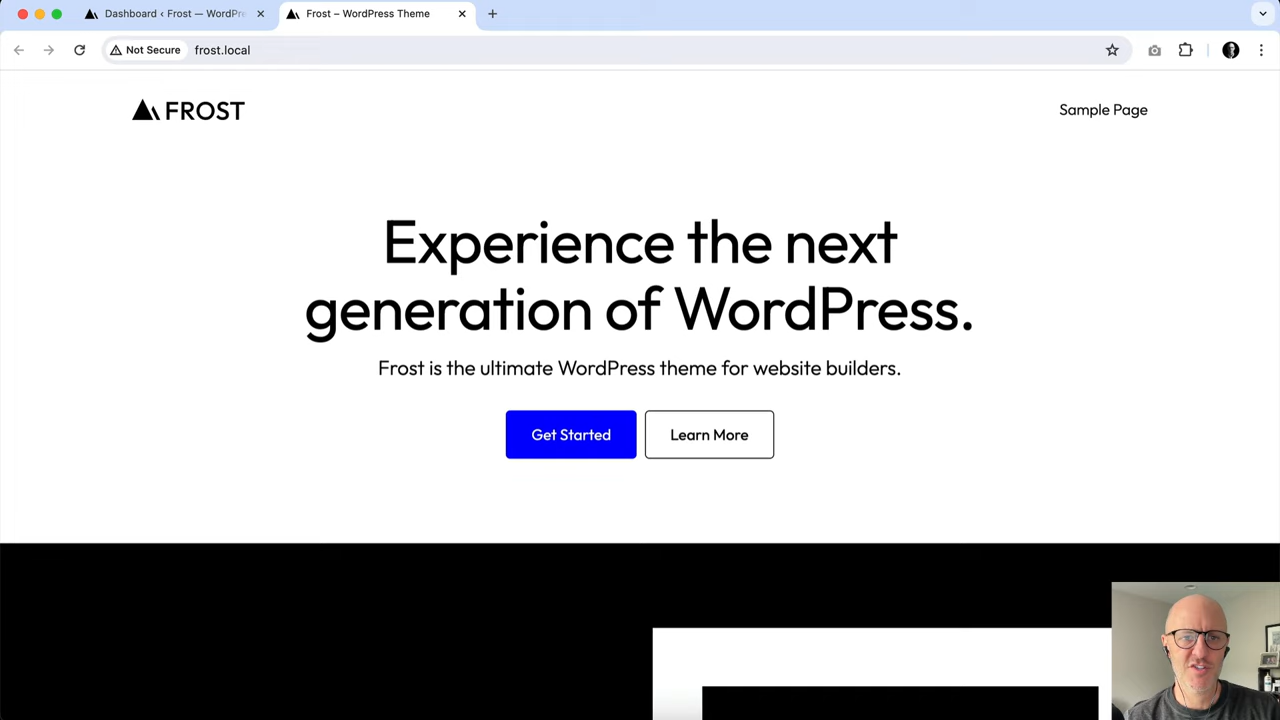 Dashboard ‹ Frost — WordPre
Frost – WordPress Theme
Not Secure
frost.local
FROST
Sample Page
Experience the next
generation of WordPress.
Frost is the ultimate WordPress theme for website builders.
Get Started
Learn More